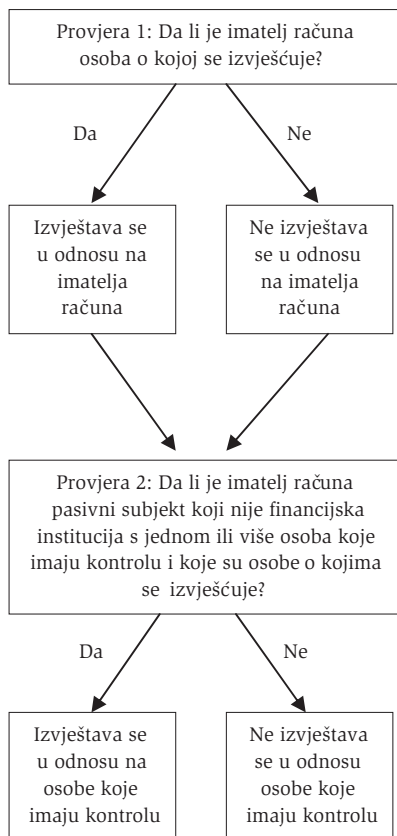 Provjera 1: Da li je imatelj računa
osoba o kojoj se izvješćuje?
Da
Ne
Izvještava se
u odnosu na
imatelja
računa
Ne izvještava
se u odnosu
na imatelja
računa
Provjera 2: Da li je imatelj računa
pasivni subjekt koji nije financijska
institucija s jednom ili više osoba koje
imaju kontrolu i koje su osobe o kojima
se izvješćuje?
Da
Ne
Izvještava se
u odnosu na
osobe koje
imaju kontrolu
Ne izvještava
se u odnosu
osobe koje
imaju kontrolu